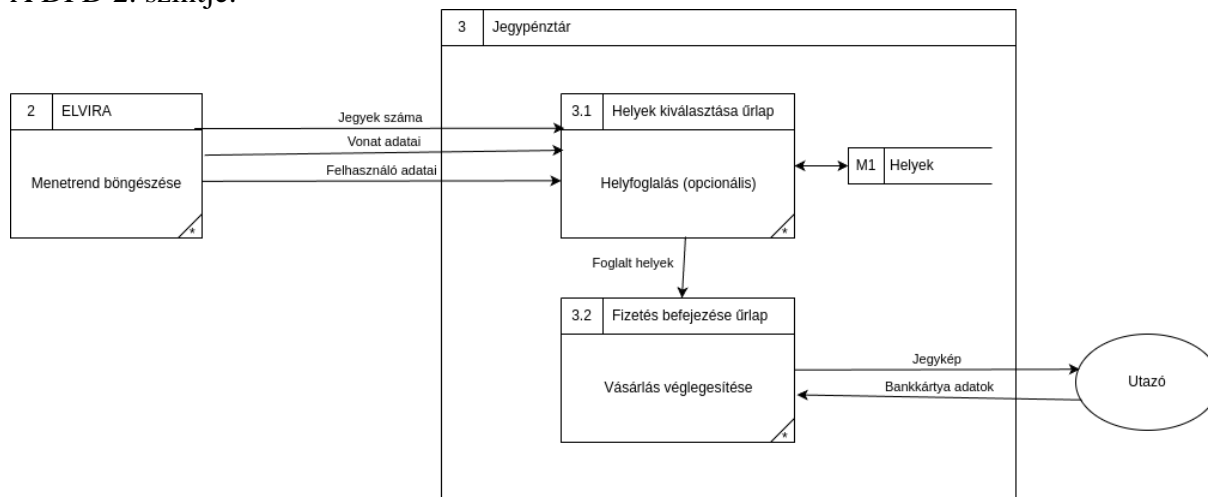 A DFD 2. szintje:
3 Jegypénztár
2 ELVIRA
Menetrend böngészése
*
Jegyek száma
Vonat adatai
Felhasználó adatai
3.1 Helyek kiválasztása űrlap
Helyfoglalás (opcionális)
*
M1 Helyek
Foglalt helyek
3.2 Fizetés befejezése űrlap
Vásárlás véglegesítése
*
Jegykép
Bankkártya adatok
Utazó